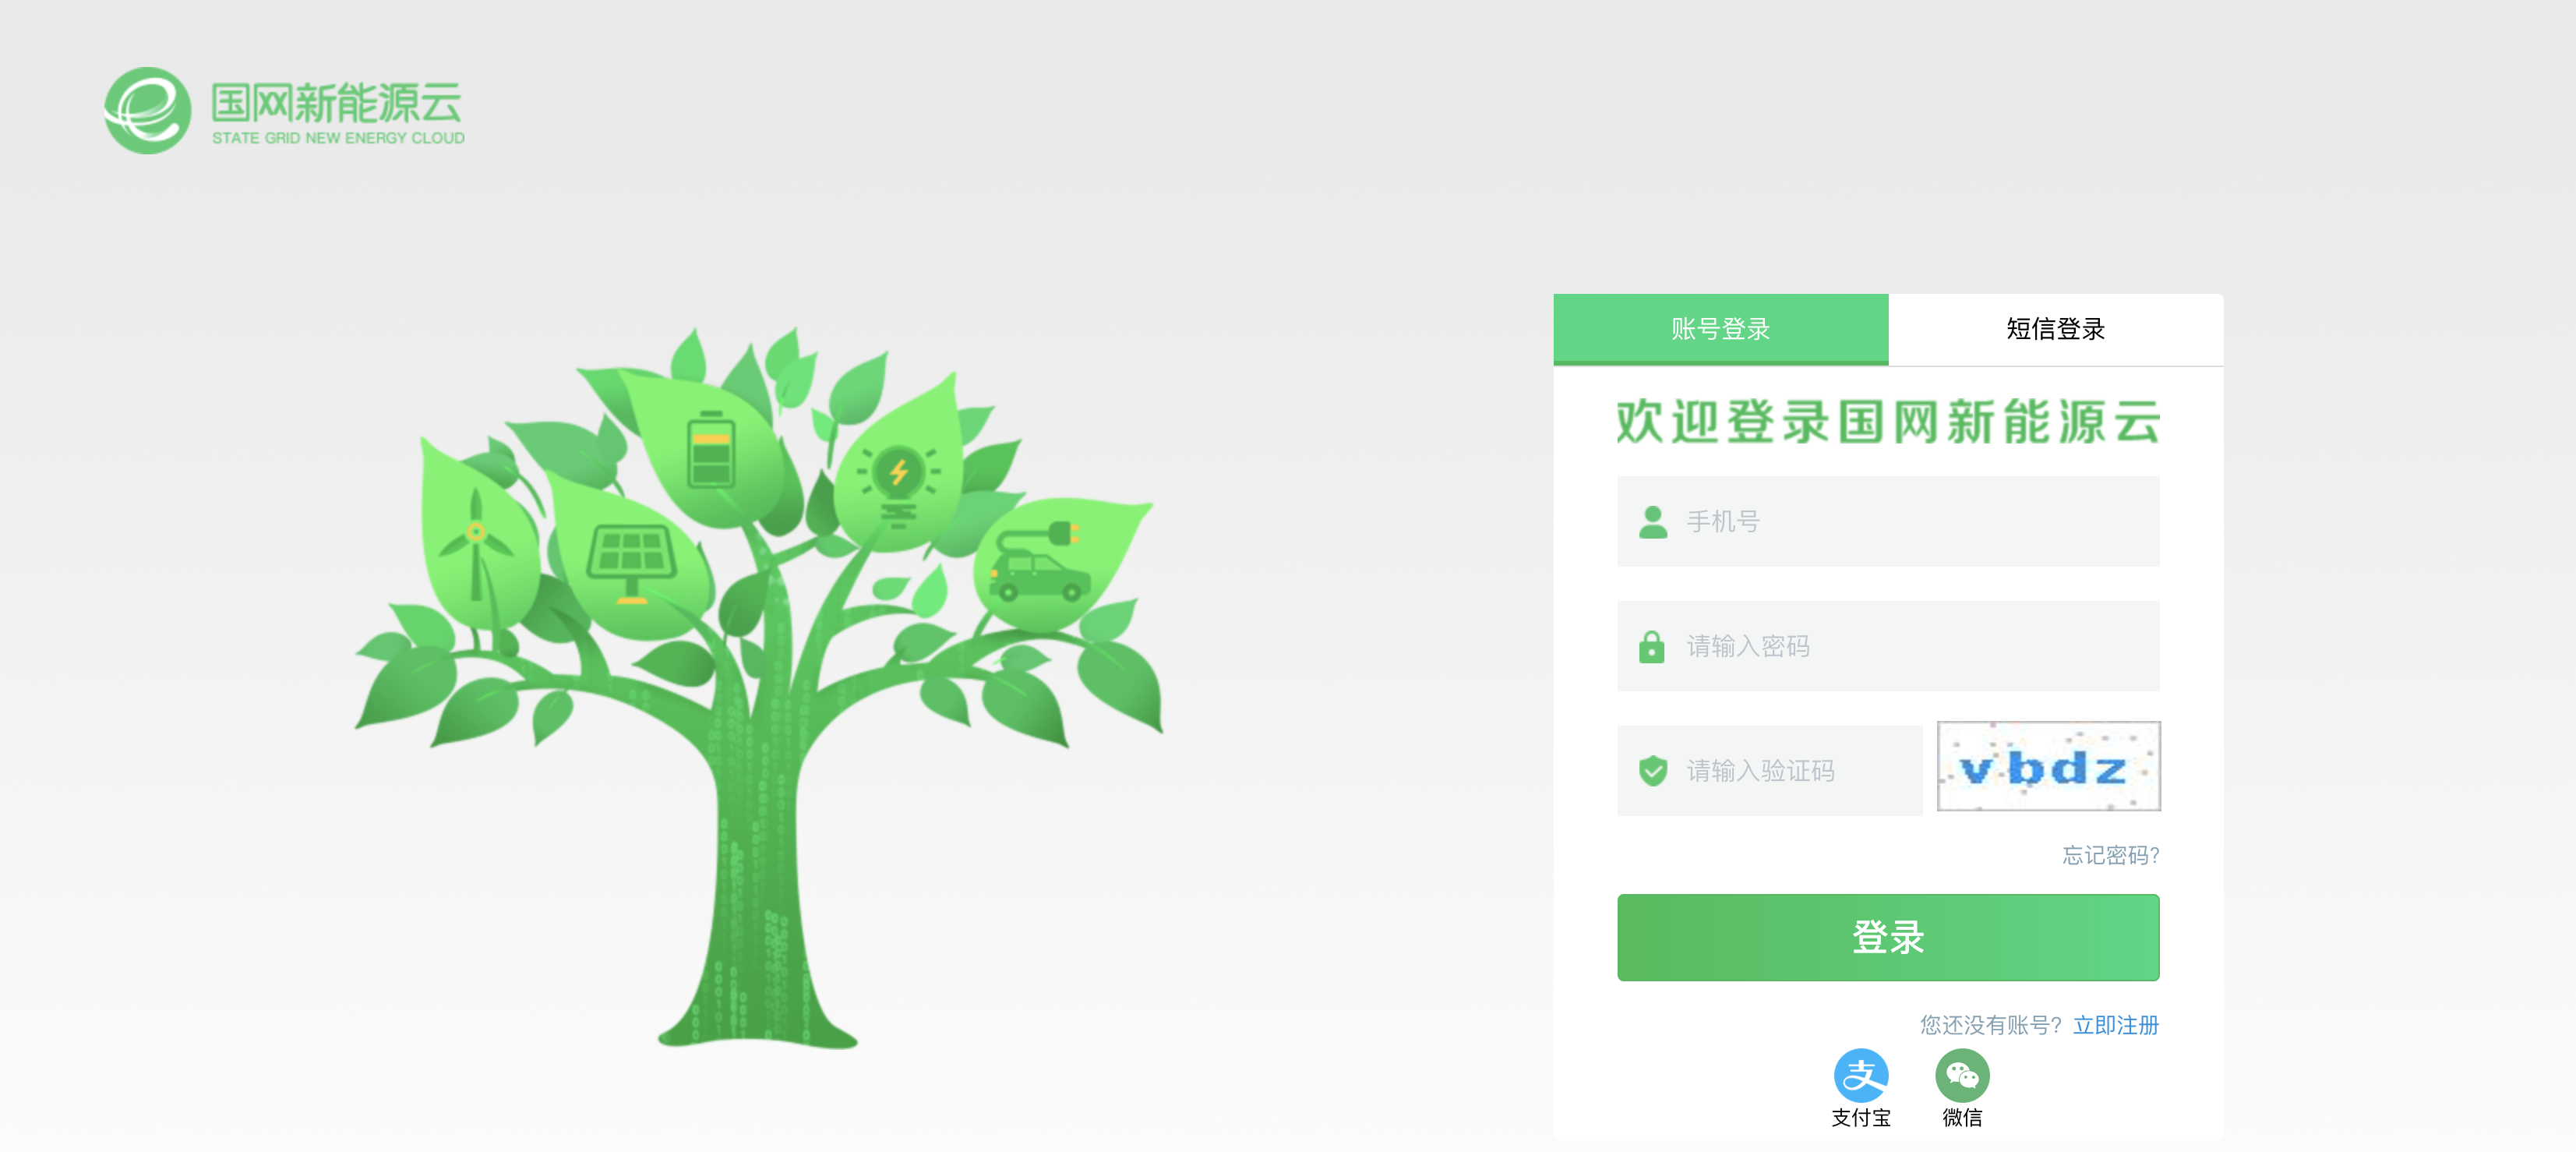 国网新能源云
STATE GRID NEW ENERGY CLOUD
账号登录
短信登录
欢迎登录国网新能源云
手机号
请输入密码
请输入验证码
vbdz
忘记密码?
登录
您还没有账号? 立即注册
支付宝
微信